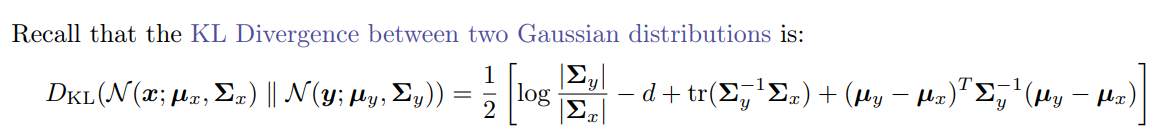 Recall that the KL Divergence between two Gaussian distributions is:
D_KL(𝒩(x; μ_x, Σ_x) ∥ 𝒩(y; μ_y, Σ_y)) = 1/2 [log |Σ_y|/|Σ_x| − d + tr(Σ_y^{-1}Σ_x) + (μ_y − μ_x)^T Σ_y^{-1}(μ_y − μ_x)]